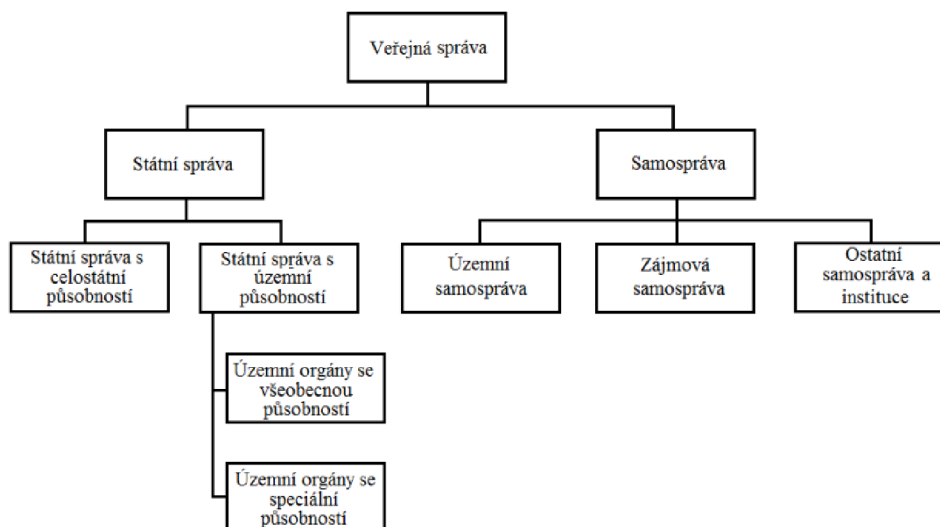 Veřejná správa
Státní správa
Samospráva
Státní správa s
celostátní
působností
Státní správa s
územní
působností
Územní
samospráva
Zájmová
samospráva
Ostatní
samospráva a
instituce
Územní orgány se
všeobecnou
působností
Územní orgány se
speciální
působností